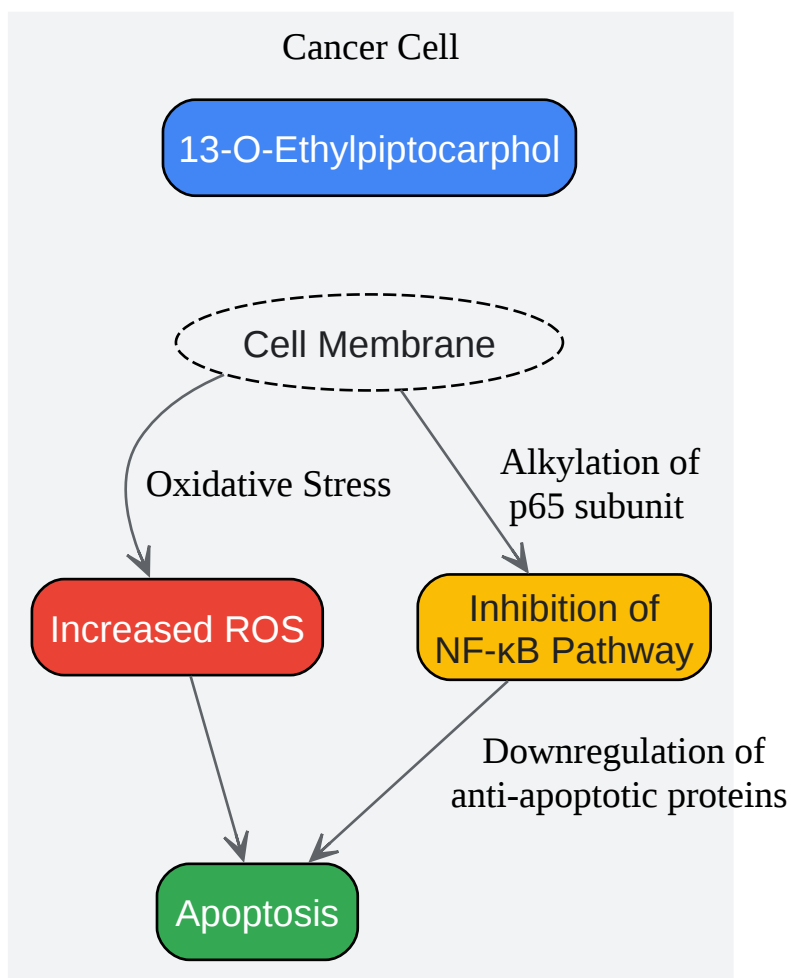 Cancer Cell
13-O-Ethylpiptocarphol
Cell Membrane
Oxidative Stress
Alkylation of
p65 subunit
Increased ROS
Inhibition of
NF-κB Pathway
Downregulation of
anti-apoptotic proteins
Apoptosis